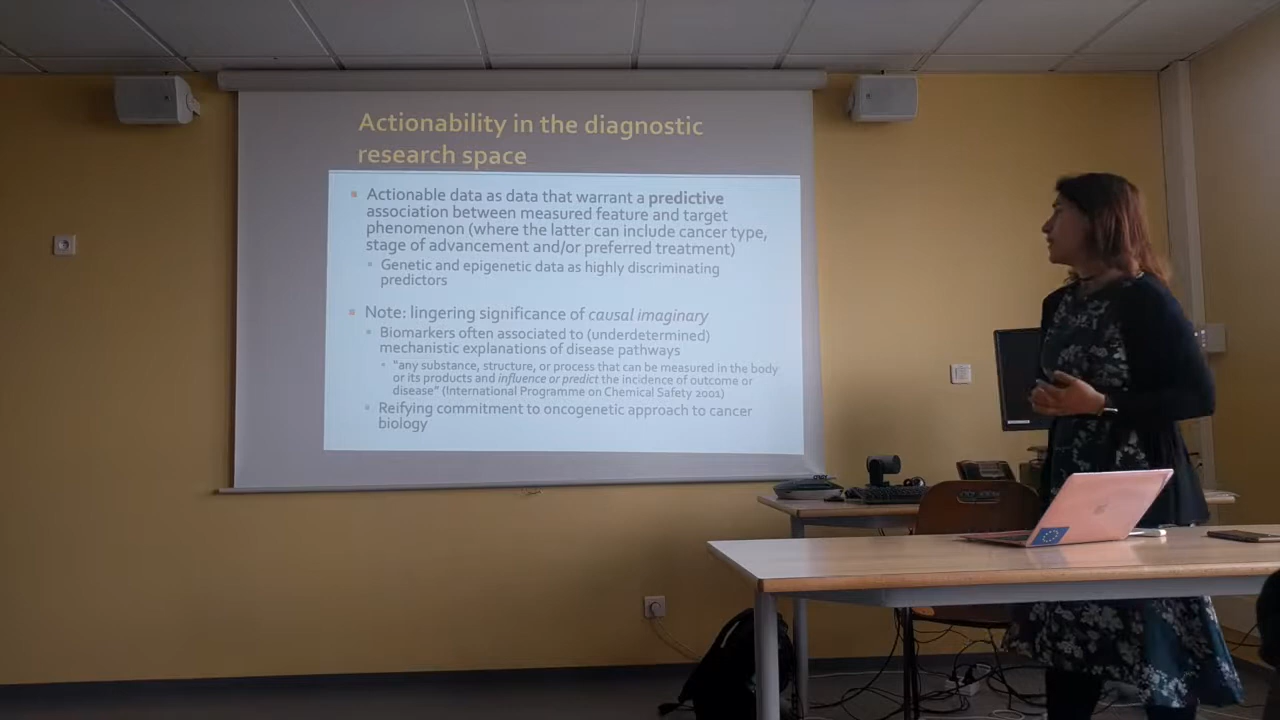 Actionability in the diagnostic
research space
Actionable data as data that warrant a predictive
association between measured feature and target
phenomenon (where the latter can include cancer type,
stage of advancement and/or preferred treatment)
Genetic and epigenetic data as highly discriminating
predictors
Note: lingering significance of causal imaginary
Biomarkers often associated to (underdetermined)
mechanistic explanations of disease pathways
"any substance, structure, or process that can be measured in the body
or its products and influence or predict the incidence of outcome or
disease" (International Programme on Chemical Safety 2001)
Reifying commitment to oncogenetic approach to cancer
biology